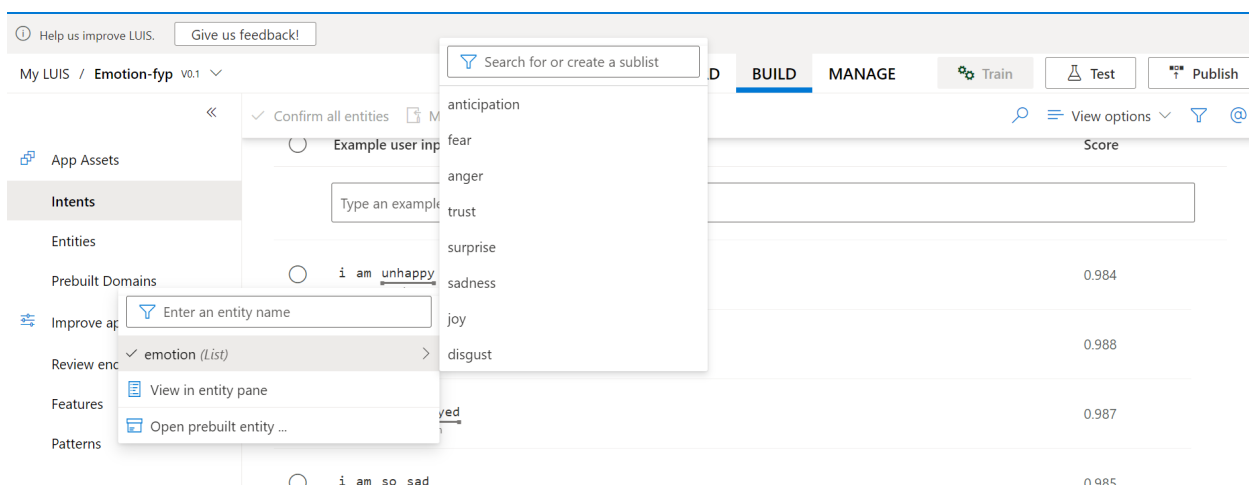 Help us improve LUIS. Give us feedback!
My LUIS / Emotion-fyp V0.1 D BUILD MANAGE Train Test Publish
Confirm all entities M View options
App Assets
Intents
Entities
Prebuilt Domains
Improve ap
Review end
Features
Patterns
Example user inp Score
Type an example
i am unhappy 0.984
0.988
yed 0.987
i am so sad 0.985
Enter an entity name
emotion (List)
View in entity pane
Open prebuilt entity ...
Search for or create a sublist
anticipation
fear
anger
trust
surprise
sadness
joy
disgust